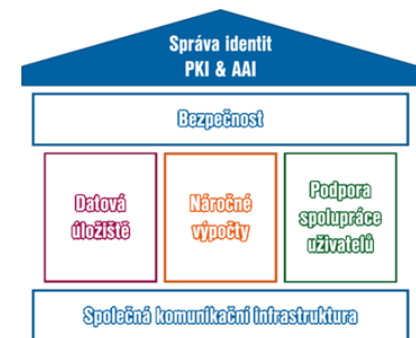 Správa identit
PKI & AAI
Bezpečnost
Datová
úložiště
Náročné
výpočty
Podpora
spolupráce
uživatelů
Společná komunikační infrastruktura